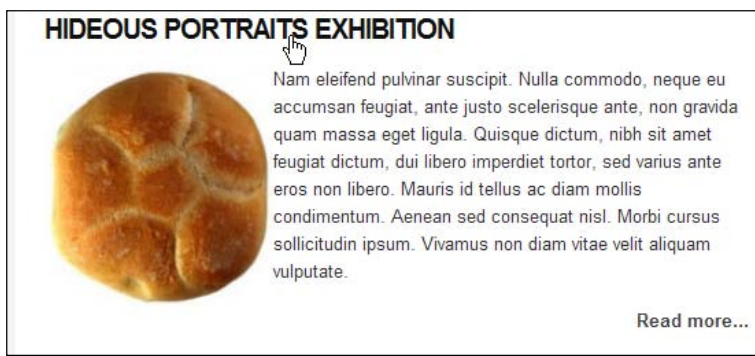 HIDEOUS PORTRAITS EXHIBITION
Nam eleifend pulvinar suscipit. Nulla commodo, neque eu
accumsan feugiat, ante justo scelerisque ante, non gravida
quam massa eget ligula. Quisque dictum, nibh sit amet
feugiat dictum, dui libero imperdiet tortor, sed varius ante
eros non libero. Mauris id tellus ac diam mollis
condimentum. Aenean sed consequat nisl. Morbi cursus
sollicitudin ipsum. Vivamus non diam vitae velit aliquam
vulputate.
Read more...